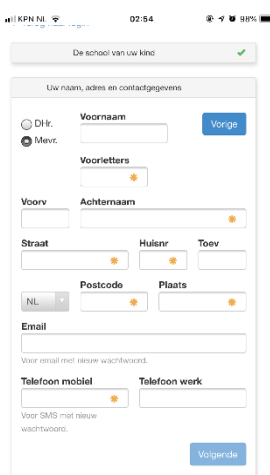 KPN NL 02:54 98%
De school van uw kind
Uw naam, adres en contactgegevens
DHr.
Mevr.
Voornaam
Vorige
Voorletters
Voorv Achternaam
Straat Huisnr Toev
Postcode Plaats
NL
Email
Voor email met nieuw wachtwoord.
Telefoon mobiel Telefoon werk
Voor SMS met nieuw
wachtwoord.
Volgende